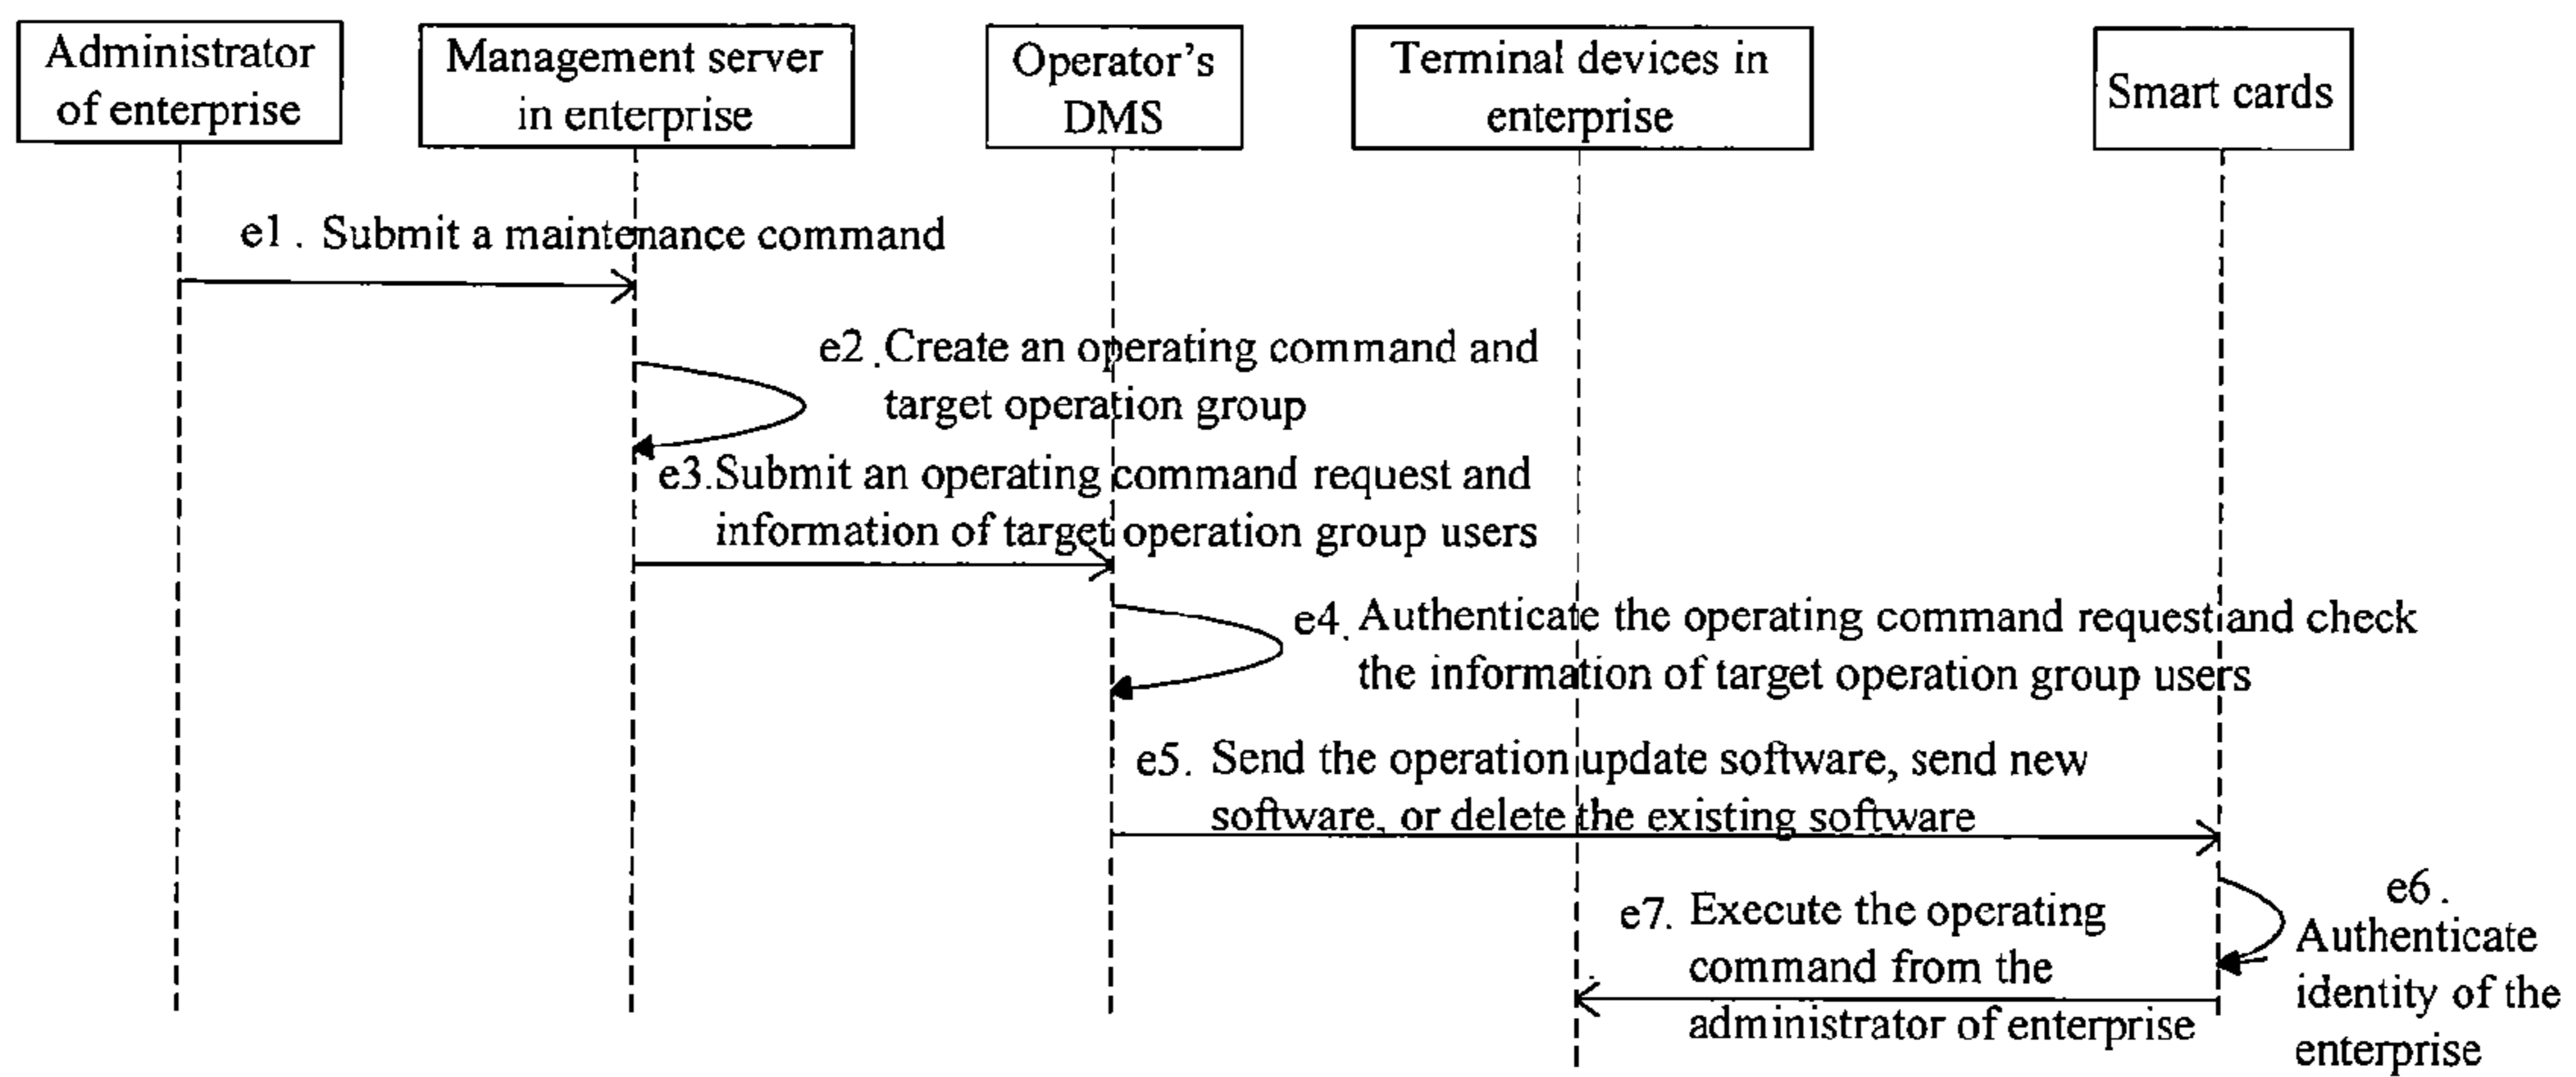 Administrator
of enterprise
Management server
in enterprise
Operator's
DMS
Terminal devices in
enterprise
Smart cards
e1. Submit a maintenance command
e2. Create an operating command and
target operation group
e3. Submit an operating command request and
information of target operation group users
e4. Authenticate the operating command request and check
the information of target operation group users
e5. Send the operation update software, send new
software, or delete the existing software
e6.
Authenticate
identity of the
enterprise
e7. Execute the operating
command from the
administrator of enterprise